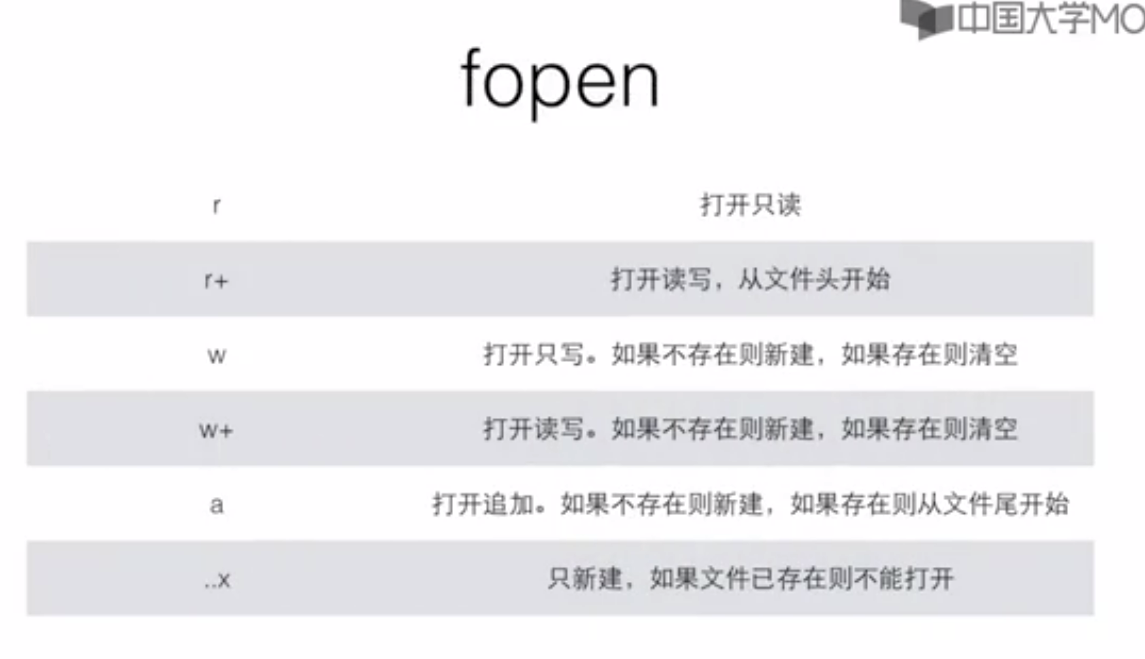 中国大学MO
fopen
r 打开只读
r+ 打开读写，从文件头开始
w 打开只写。如果不存在则新建，如果存在则清空
w+ 打开读写。如果不存在则新建，如果存在则清空
a 打开追加。如果不存在则新建，如果存在则从文件尾开始
..x 只新建，如果文件已存在则不能打开